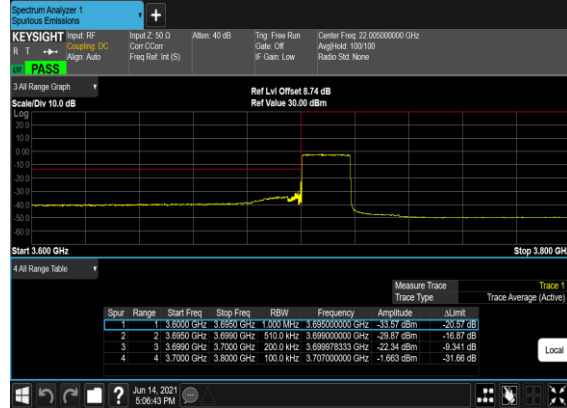 Spectrum Analyzer 1
Spurious Emissions
+
KEYSIGHT Input: RF Input Z: 50 Ω Atten: 40 dB Trig: Free Run Center Freq: 22.005000000 GHz
R T Coupling: DC Corr CCorr Gate: Off Avg|Hold: 100/100
Align: Auto Freq Ref: Int (S) IF Gain: Low Radio Std: None
PASS
3 All Range Graph
Ref Lvl Offset 8.74 dB
Scale/Div 10.0 dB Ref Value 30.00 dBm
Log
20.0
10.0
0.00
-10.0
-20.0
-30.0
-40.0
-50.0
-60.0
Start 3.600 GHz Stop 3.800 GH
4 All Range Table
Measure Trace Trace 1
Trace Type Trace Average (Active)
Spur Range Start Freq Stop Freq RBW Frequency Amplitude ΔLimit
1 1 3.6000 GHz 3.6950 GHz 1.000 MHz 3.695000000 GHz -33.57 dBm -20.57 dB
2 2 3.6950 GHz 3.6990 GHz 510.0 kHz 3.699000000 GHz -29.87 dBm -16.87 dB
3 3 3.6990 GHz 3.7000 GHz 200.0 kHz 3.699978333 GHz -22.34 dBm -9.341 dB
4 4 3.7000 GHz 3.8000 GHz 100.0 kHz 3.707000000 GHz -1.663 dBm -31.66 dB
Local
? Jun 14, 2021
5:06:43 PM